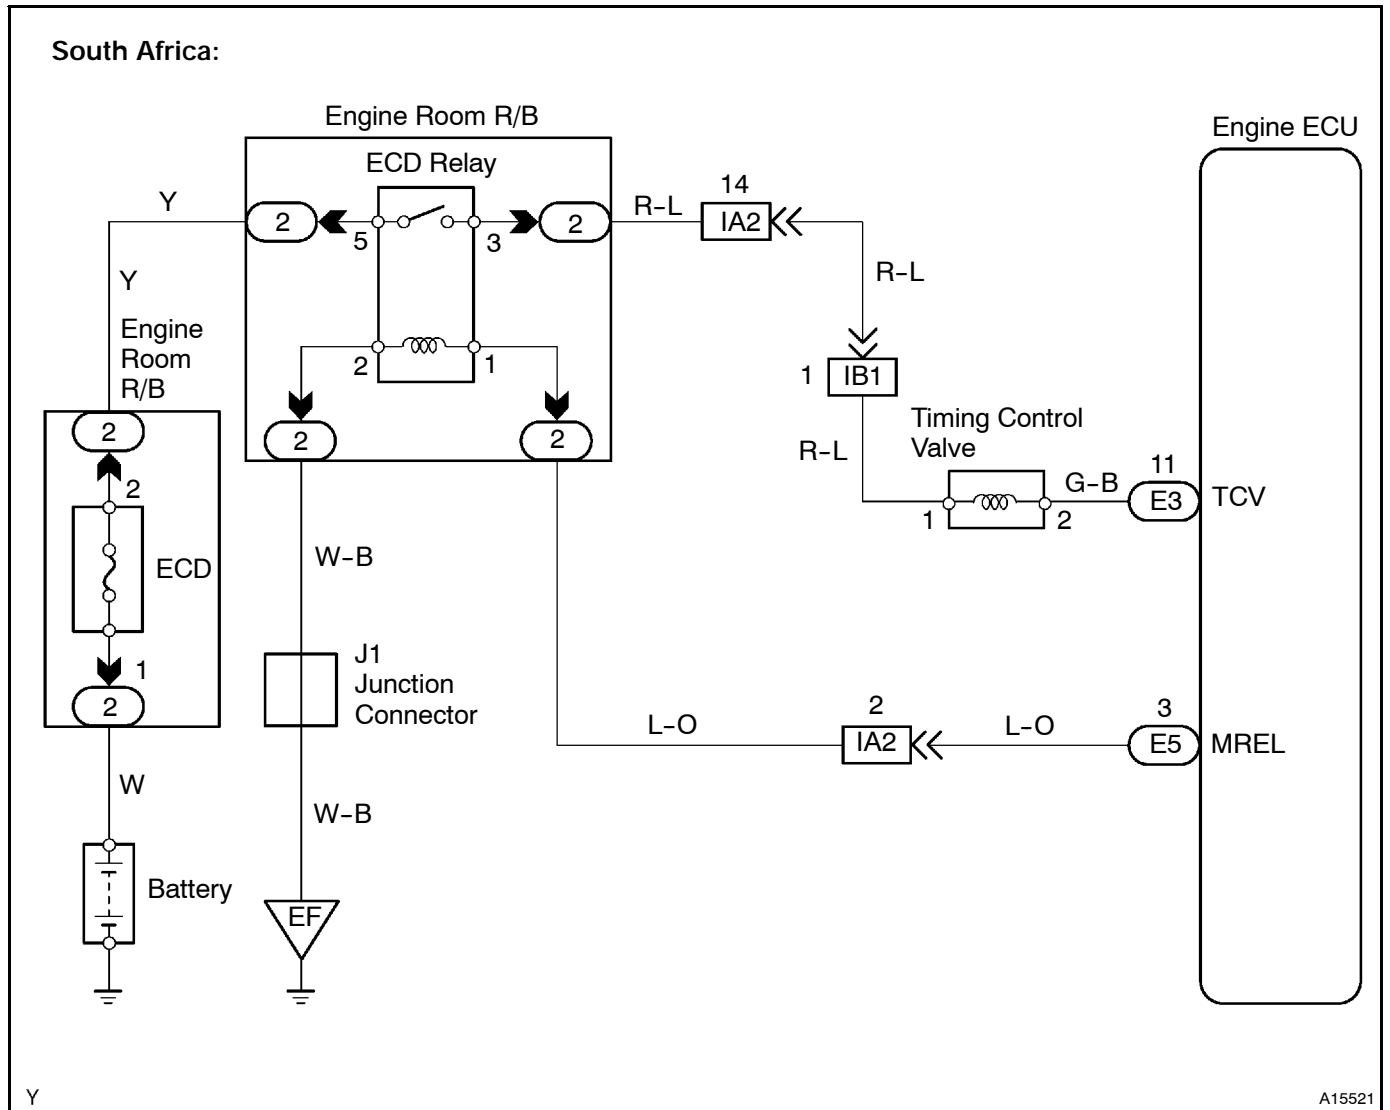 South Africa:
Engine Room R/B
Engine ECU
ECD Relay
Y
2
5
3
2
R-L
14
IA2
R-L
Y
Engine
Room
R/B
2
1
1
IB1
2
2
2
2
ECD
1
2
Timing Control
Valve
R-L
1
2
G-B
11
E3
TCV
W-B
J1
Junction
Connector
L-O
2
IA2
L-O
3
E5
MREL
W
W-B
Battery
EF
Y
A15521